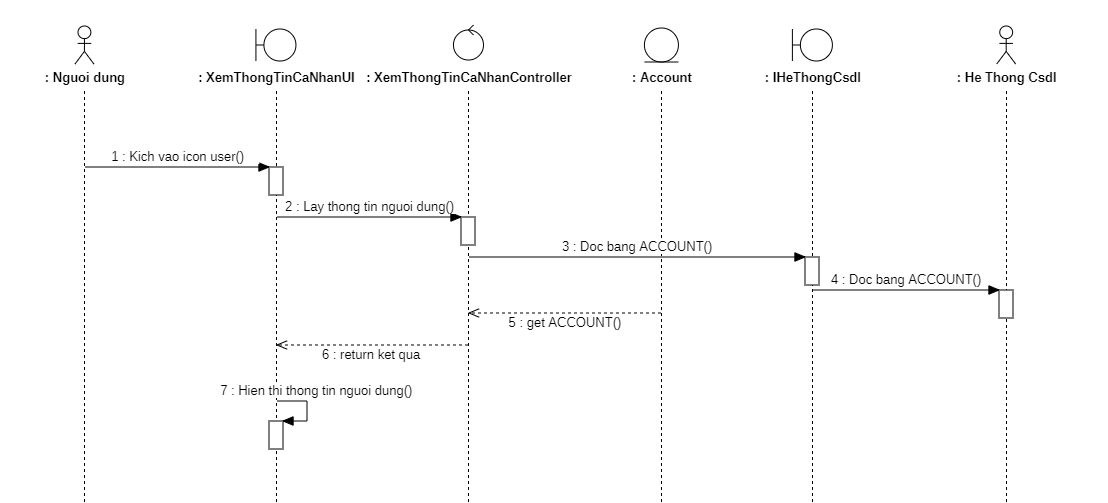 : Nguoi dung
: XemThongTinCaNhanUI
: XemThongTinCaNhanController
: Account
: IHeThongCsdl
: He Thong Csdl
1 : Kich vao icon user()
2 : Lay thong tin nguoi dung()
3 : Doc bang ACCOUNT()
4 : Doc bang ACCOUNT()
5 : get ACCOUNT()
6 : return ket qua
7 : Hien thi thong tin nguoi dung()